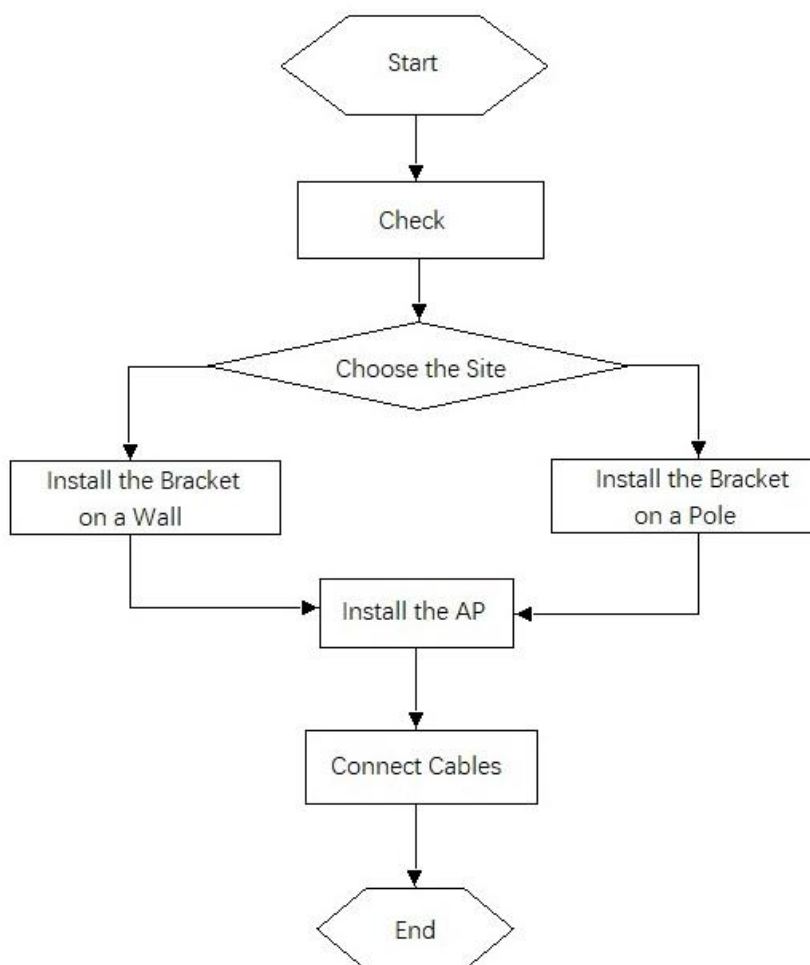 Start
Check
Choose the Site
Install the Bracket
on a Wall
Install the Bracket
on a Pole
Install the AP
Connect Cables
End